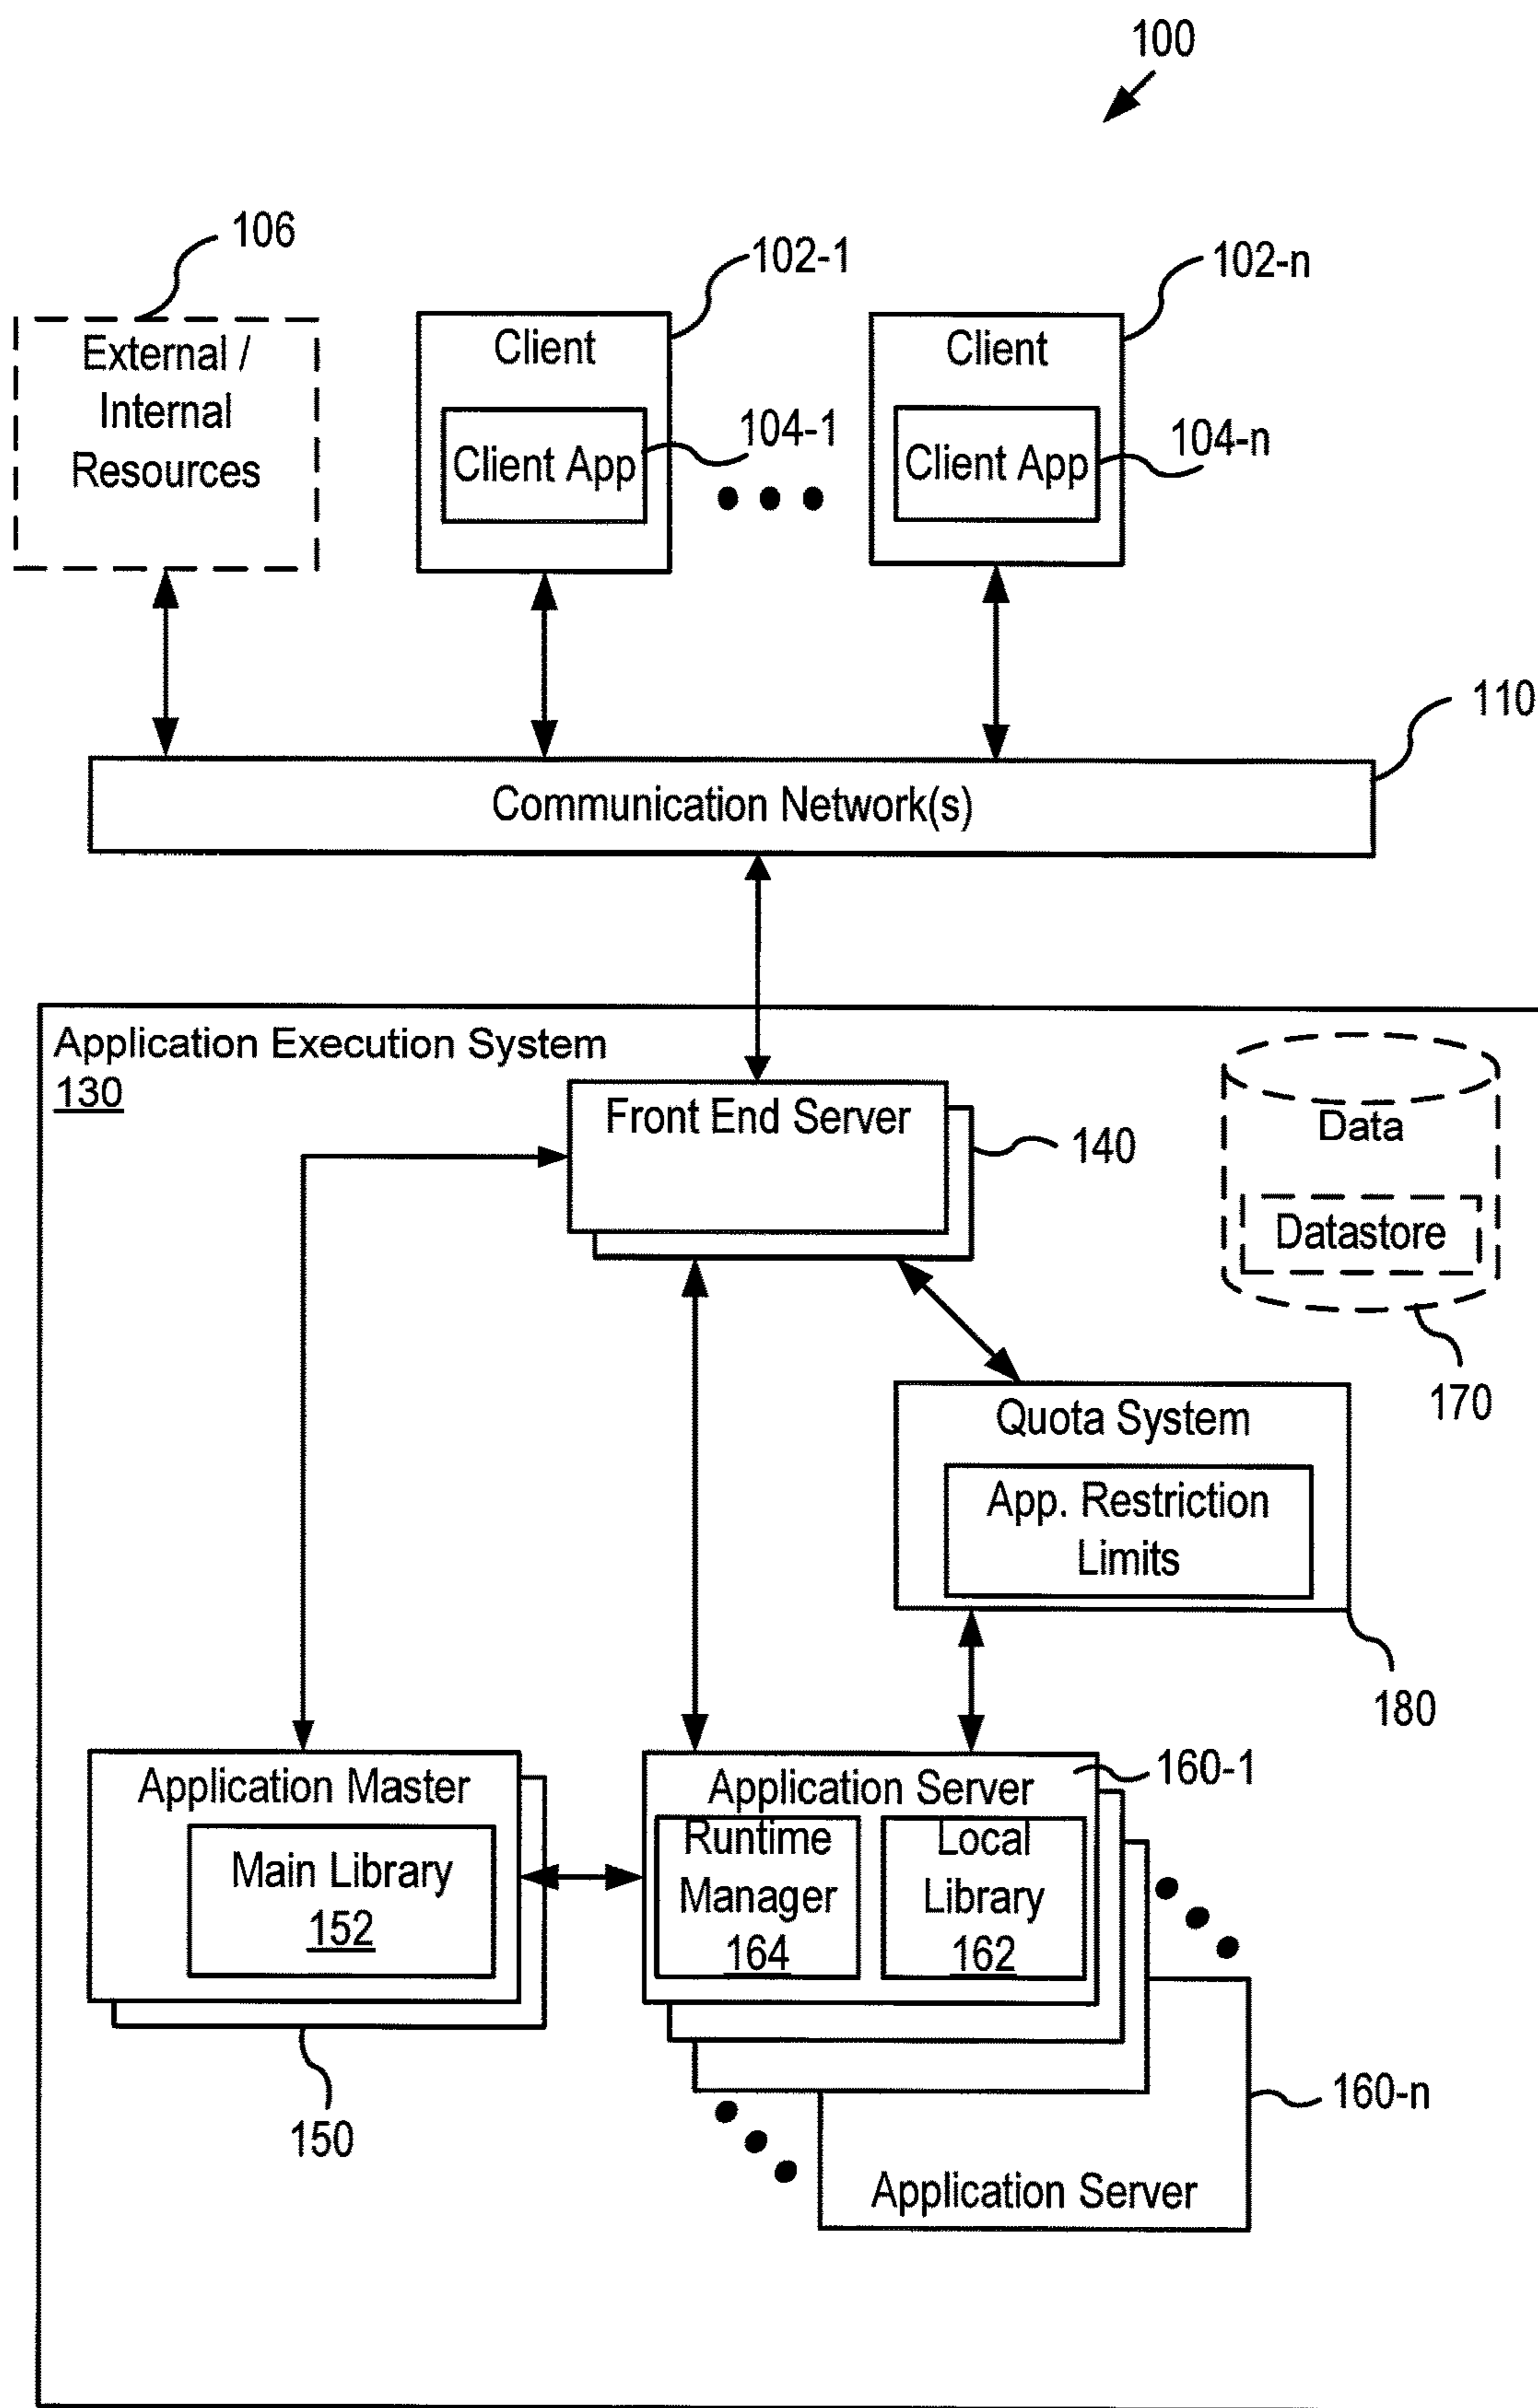 100
106
102-1
102-n
External /
Internal
Resources
Client
Client App
104-1
Client
Client App
104-n
110
Communication Network(s)
Application Execution System
130
Front End Server
140
Data
Datastore
170
Quota System
App. Restriction
Limits
180
Application Master
Main Library
152
150
Application Server
160-1
Runtime
Manager
164
Local
Library
162
160-n
Application Server